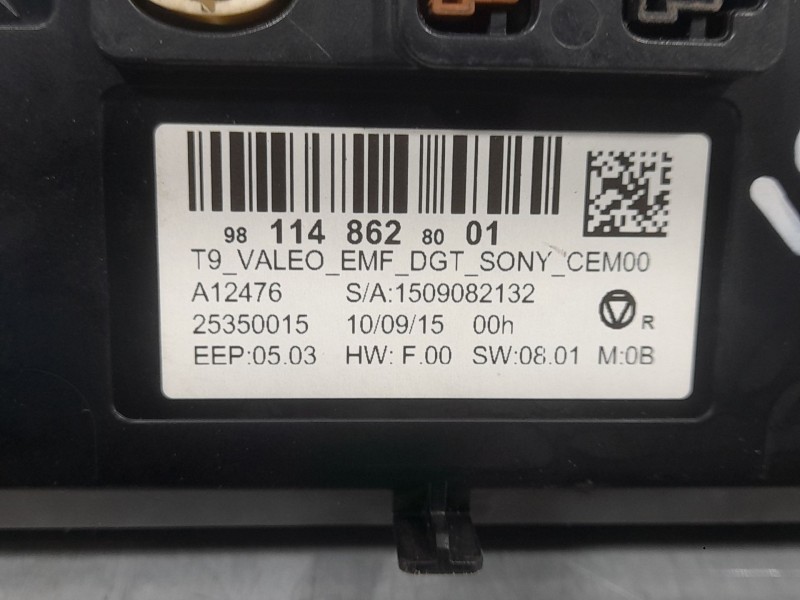 98 114 862 80 01
T9_VALEO_EMF_DGT_SONY_CEM00
A12476 S/A:1509082132
25350015 10/09/15 00h R
EEP:05.03 HW: F.00 SW:08.01 M:0B